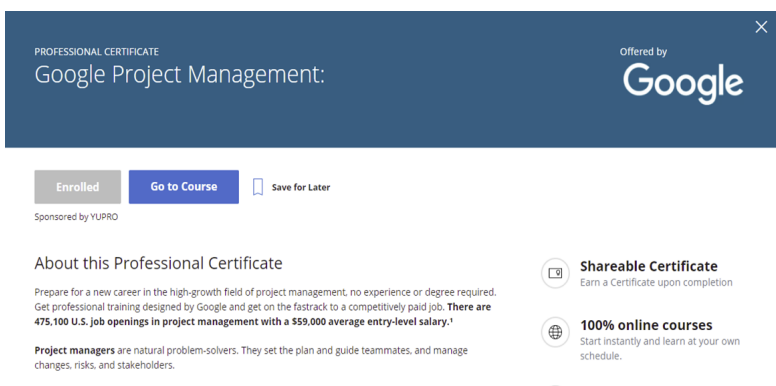 PROFESSIONAL CERTIFICATE
Google Project Management:
Offered by
Google
Enrolled
Go to Course
Save for Later
Sponsored by YUPRO
About this Professional Certificate
Prepare for a new career in the high-growth field of project management, no experience or degree required.
Get professional training designed by Google and get on the fastrack to a competitively paid job. There are
475,100 U.S. job openings in project management with a $59,000 average entry-level salary.¹
Project managers are natural problem-solvers. They set the plan and guide teammates, and manage
changes, risks, and stakeholders.
Shareable Certificate
Earn a Certificate upon completion
100% online courses
Start instantly and learn at your own
schedule.